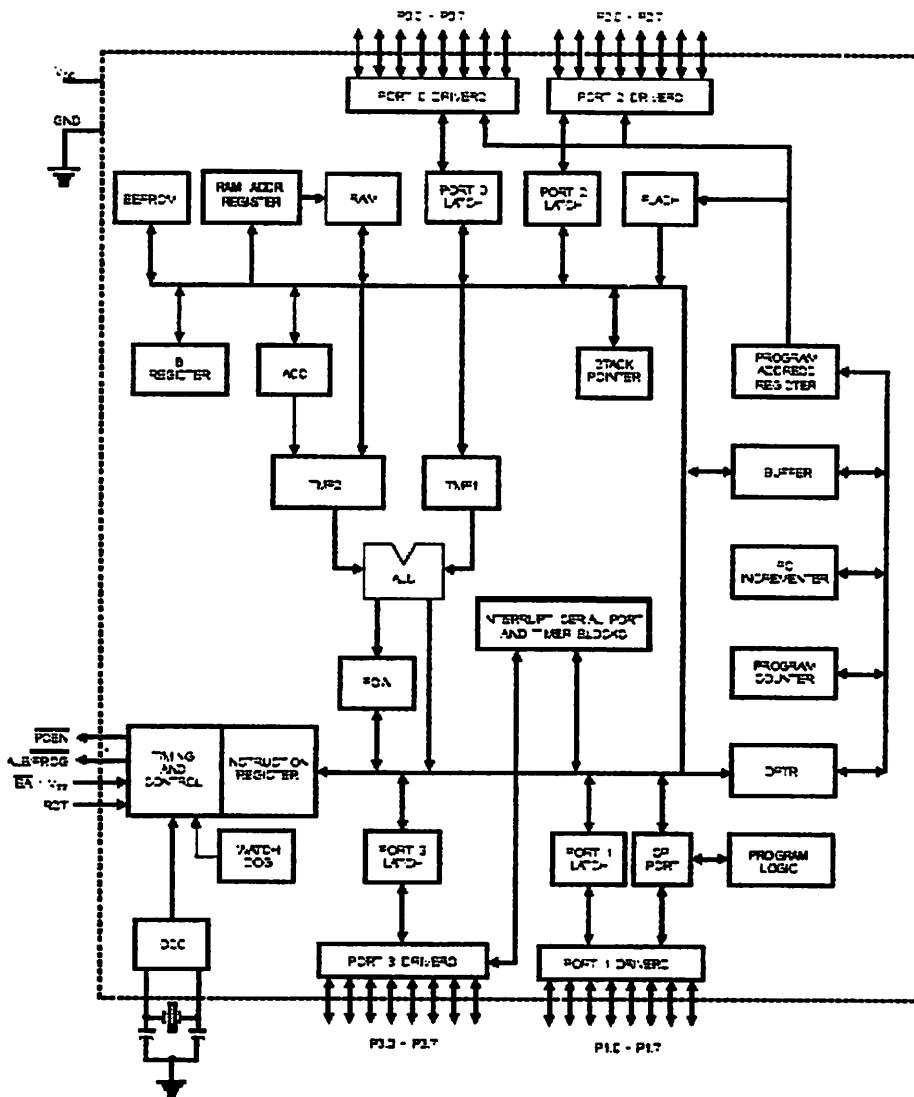 P0.0 - P0.7
P2.0 - P2.7
VCC
PORT 0 DRIVERS
PORT 2 DRIVERS
GND
EEPROM
RAM ADDR.
REGISTER
RAM
PORT 0
LATCH
PORT 2
LATCH
FLASH
B
REGISTER
ACC
STACK
POINTER
PROGRAM
ADDRESS
REGISTER
TMP2
TMP1
BUFFER
ALU
PC
INCREMENTER
INTERRUPT, SERIAL PORT,
AND TIMER BLOCKS
PSW
PROGRAM
COUNTER
PSEN
ALE/PROG
EA / VPP
RST
TIMING
AND
CONTROL
INSTRUCTION
REGISTER
DPTR
WATCH
DOG
PORT 3
LATCH
PORT 1
LATCH
SPI
PORT
PROGRAM
LOGIC
OSC
PORT 3 DRIVERS
PORT 1 DRIVERS
P3.0 - P3.7
P1.0 - P1.7